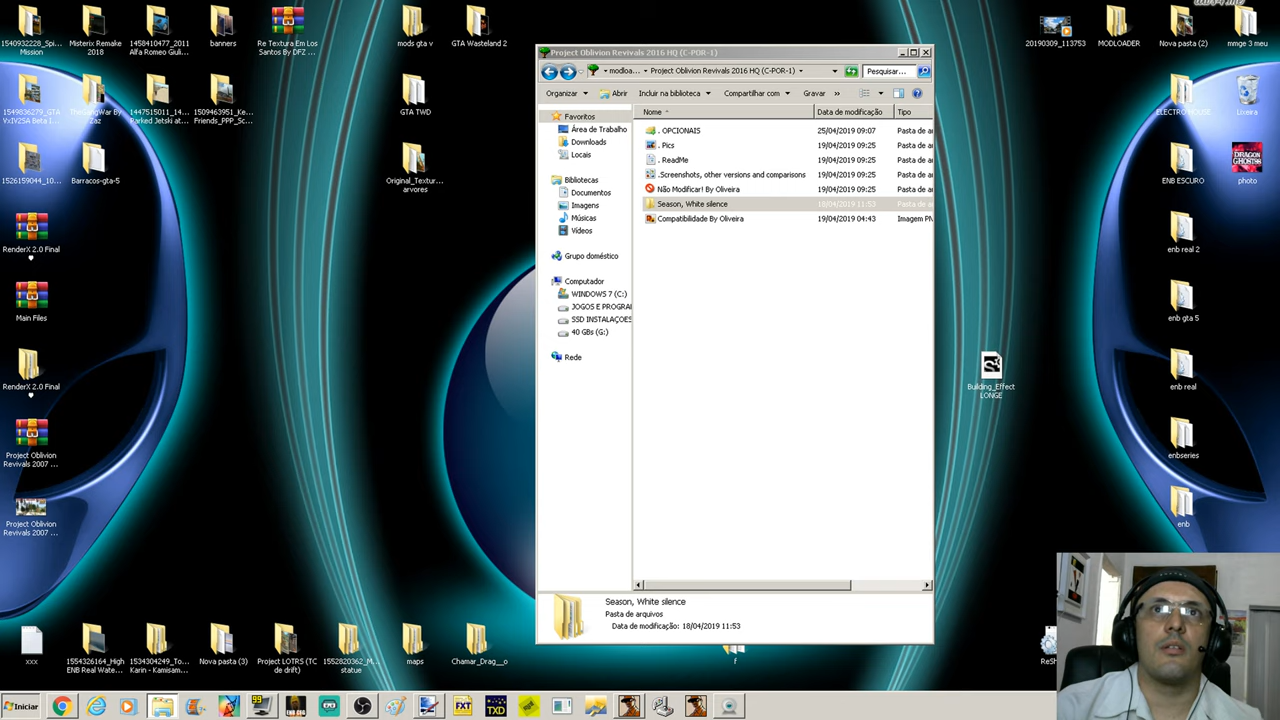 1540932228_Spi...
Mission
Misterix Remake
2018
1458410477_2011
Alfa Romeo Giuli...
banners
Re Textura Em Los
Santos By DFZ ...
mods gta v
GTA Wasteland 2
20190309_113753
MODLOADER
Nova pasta (2)
mmge 3 meu
1549836279_GTA
VxIV2SA Beta 1...
Zaz
1447515011_14...
Rarked Jetski at...
1509463951_Ke...
Friends_PPP_Sc...
GTA TWD
ELECTRO HOUSE
Lixeira
1526159044_10...
Barracos-gta-5
Original_Textur...
arvores
ENB ESCURO
DRAGON
photo
RenderX 2.0 Final
enb real 2
Main Files
enb gta 5
RenderX 2.0 Final
Building_Effect
LONGE
enb real
Project Oblivion
Revivals 2007 ...
enbseries
Project Oblivion
Revivals 2007 ...
enb
xxx
1554326164_High
ENB Real Water...
1534304249_To...
Karin - Kamisam...
Nova pasta (3)
Project LOTRS (TC
de drift)
1552820362_M...
statue
maps
Chamar_Drag__o
f
Project Oblivion Revivals 2016 HQ (C-POR-1)
modloa...
Project Oblivion Revivals 2016 HQ (C-POR-1)
Pesquisar...
Organizar
Abrir
Incluir na biblioteca
Compartilhar com
Gravar
»
Favoritos
Área de Trabalho
Downloads
Locais
Bibliotecas
Documentos
Imagens
Músicas
Vídeos
Grupo doméstico
Computador
WINDOWS 7 (C:)
JOGOS E PROGRA
SSD INSTALAÇOES
40 GBs (G:)
Rede
Nome
Data de modificação
Tipo
. OPCIONAIS
25/04/2019 09:07
Pasta de ar
. Pics
19/04/2019 09:25
Pasta de ar
. ReadMe
19/04/2019 09:25
Pasta de ar
.Screenshots, other versions and comparisons
19/04/2019 09:25
Pasta de ar
Não Modificar! By Oliveira
19/04/2019 09:25
Pasta de ar
Season, White silence
18/04/2019 11:53
Pasta de ar
Compatibilidade By Oliveira
19/04/2019 04:43
Imagem PN
Season, White silence
Pasta de arquivos
Data de modificação: 18/04/2019 11:53
Iniciar
99
FXT
TXD